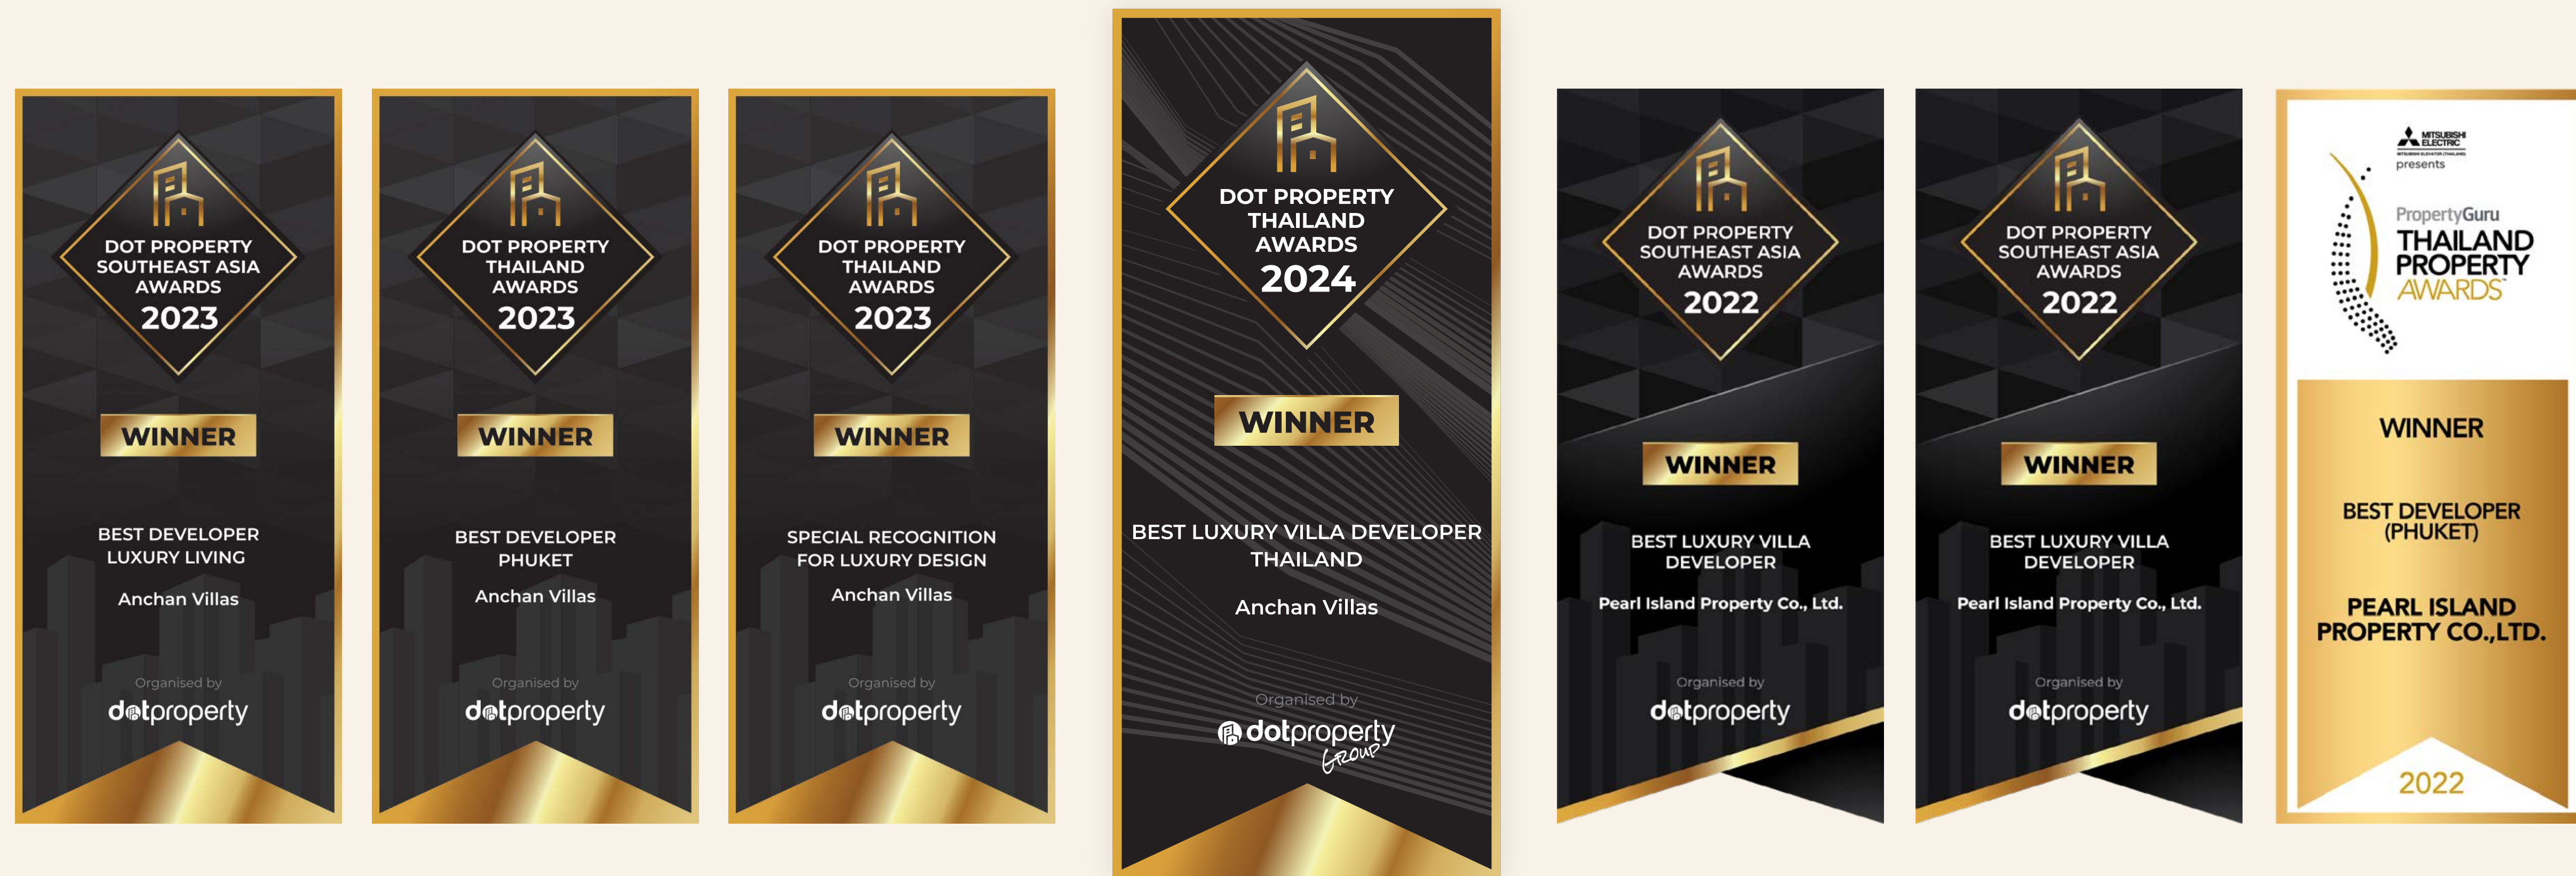 DOT PROPERTY
SOUTHEAST ASIA
AWARDS
2023
WINNER
BEST DEVELOPER
LUXURY LIVING
Anchan Villas
Organised by
dotproperty
DOT PROPERTY
THAILAND
AWARDS
2023
WINNER
BEST DEVELOPER
PHUKET
Anchan Villas
Organised by
dotproperty
DOT PROPERTY
THAILAND
AWARDS
2023
WINNER
SPECIAL RECOGNITION
FOR LUXURY DESIGN
Anchan Villas
Organised by
dotproperty
DOT PROPERTY
THAILAND
AWARDS
2024
WINNER
BEST LUXURY VILLA DEVELOPER
THAILAND
Anchan Villas
Organised by
dotproperty
GROUP
DOT PROPERTY
SOUTHEAST ASIA
AWARDS
2022
WINNER
BEST LUXURY VILLA
DEVELOPER
Pearl Island Property Co., Ltd.
Organised by
dotproperty
DOT PROPERTY
SOUTHEAST ASIA
AWARDS
2022
WINNER
BEST LUXURY VILLA
DEVELOPER
Pearl Island Property Co., Ltd.
Organised by
dotproperty
MITSUBISHI
ELECTRIC
MITSUBISHI ELEVATOR (THAILAND)
presents
PropertyGuru
THAILAND
PROPERTY
AWARDS™
WINNER
BEST DEVELOPER
(PHUKET)
PEARL ISLAND
PROPERTY CO.,LTD.
2022